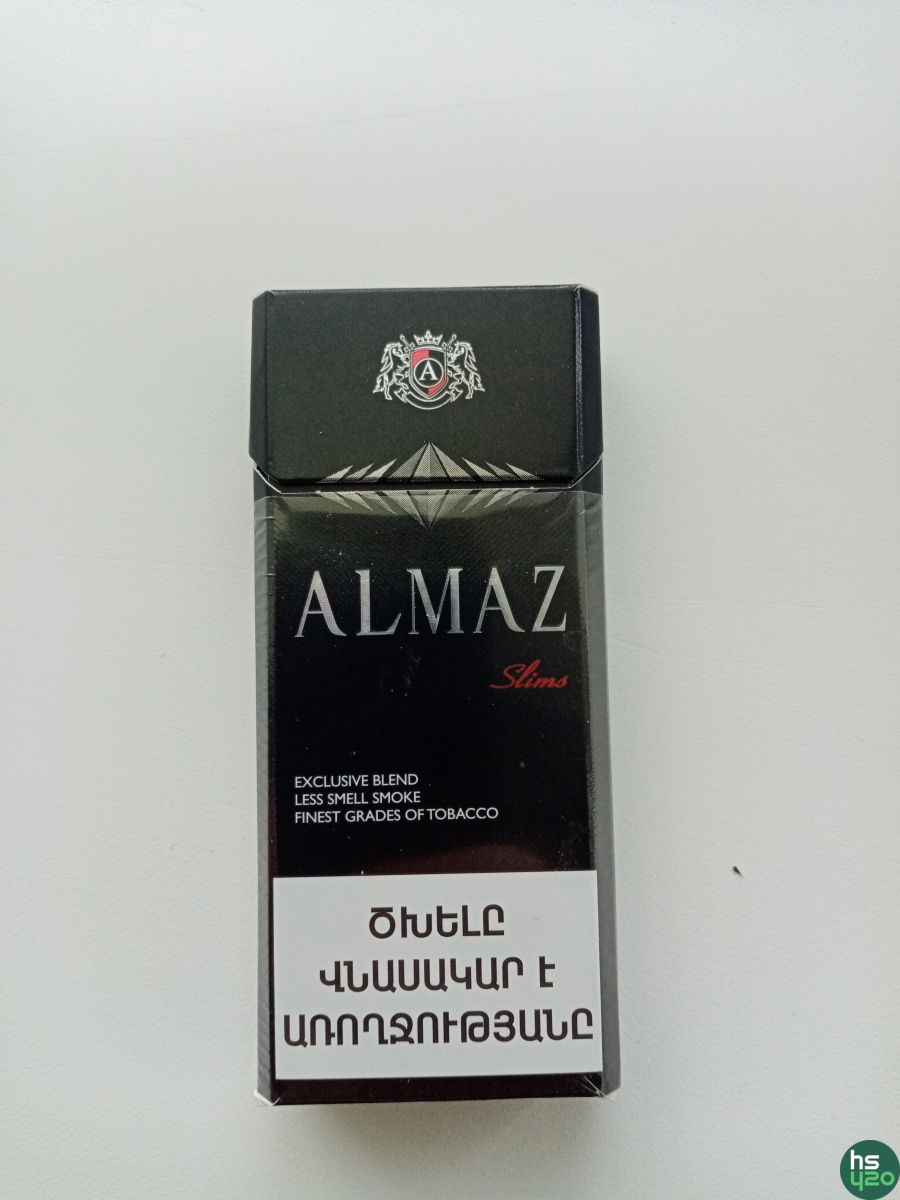 A
ALMAZ
Slims
EXCLUSIVE BLEND
LESS SMELL SMOKE
FINEST GRADES OF TOBACCO
ԾԽԵԼԸ
ՎՆԱՍԱԿԱՐ Է
ԱՌՈՂՋՈՒԹՅԱՆԸ
hs
420